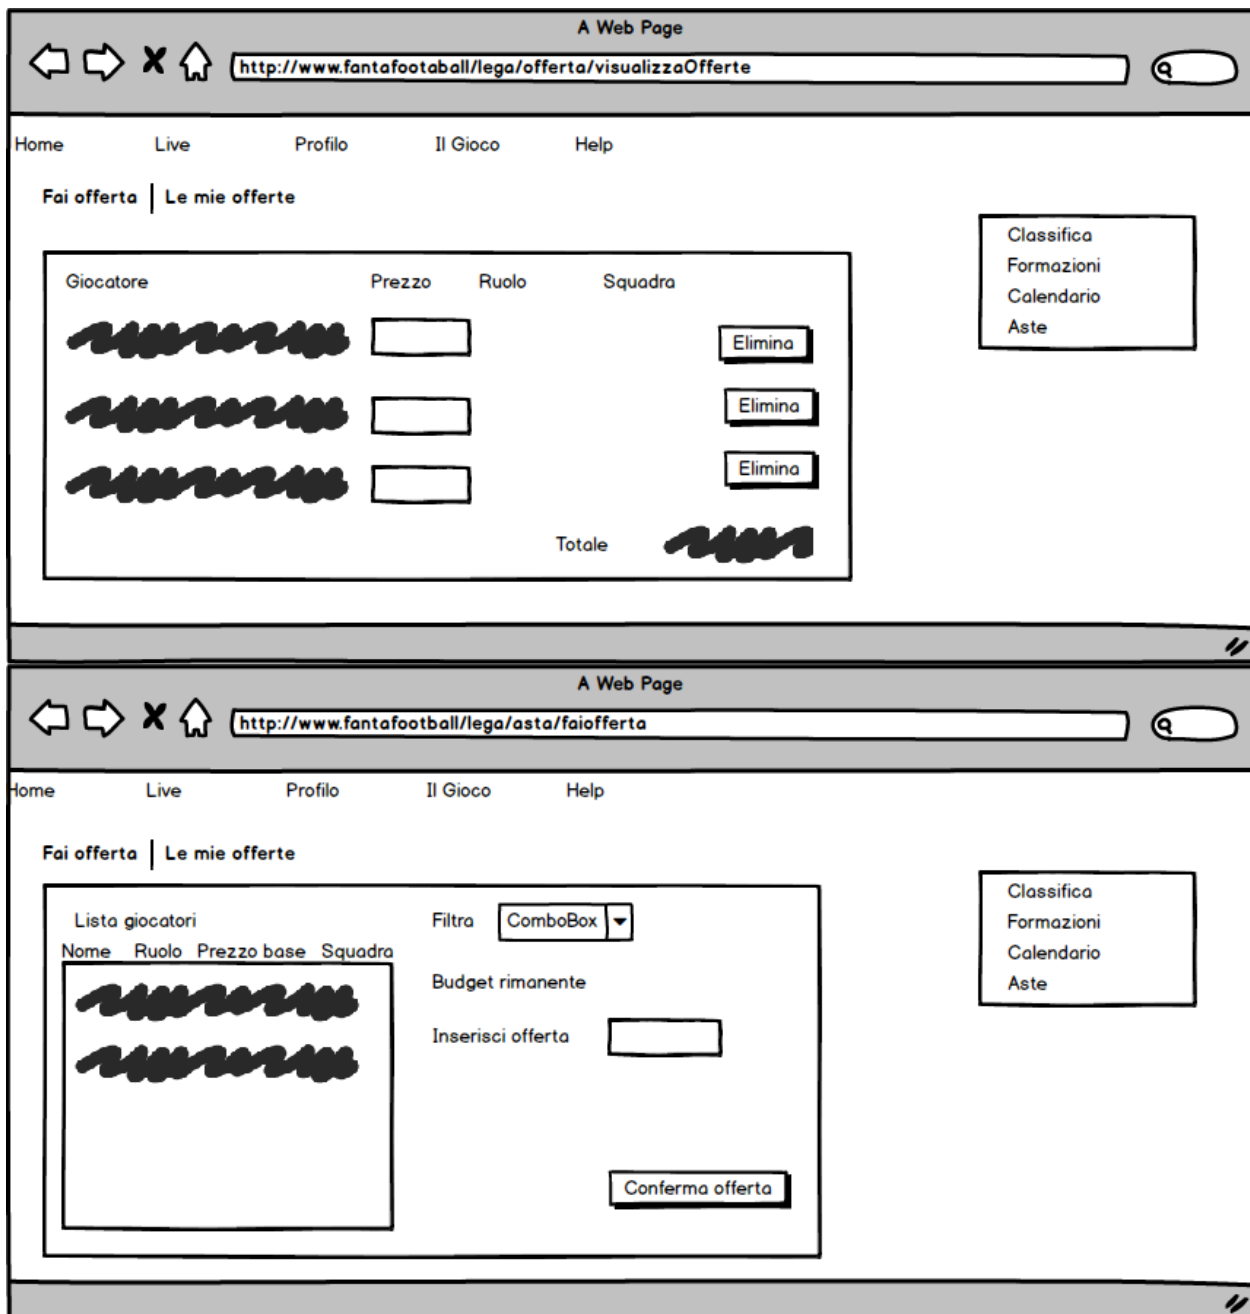 A Web Page
http://www.fantafootaball/lega/offerta/visualizzaOfferte
Home Live Profilo Il Gioco Help
Fai offerta Le mie offerte
Classifica
Formazioni
Calendario
Aste
Giocatore Prezzo Ruolo Squadra
Elimina
Elimina
Elimina
Totale
A Web Page
http://www.fantafootball/lega/asta/faiofferta
Home Live Profilo Il Gioco Help
Fai offerta Le mie offerte
Classifica
Formazioni
Calendario
Aste
Lista giocatori
Nome Ruolo Prezzo base Squadra
Filtra ComboBox
Budget rimanente
Inserisci offerta
Conferma offerta